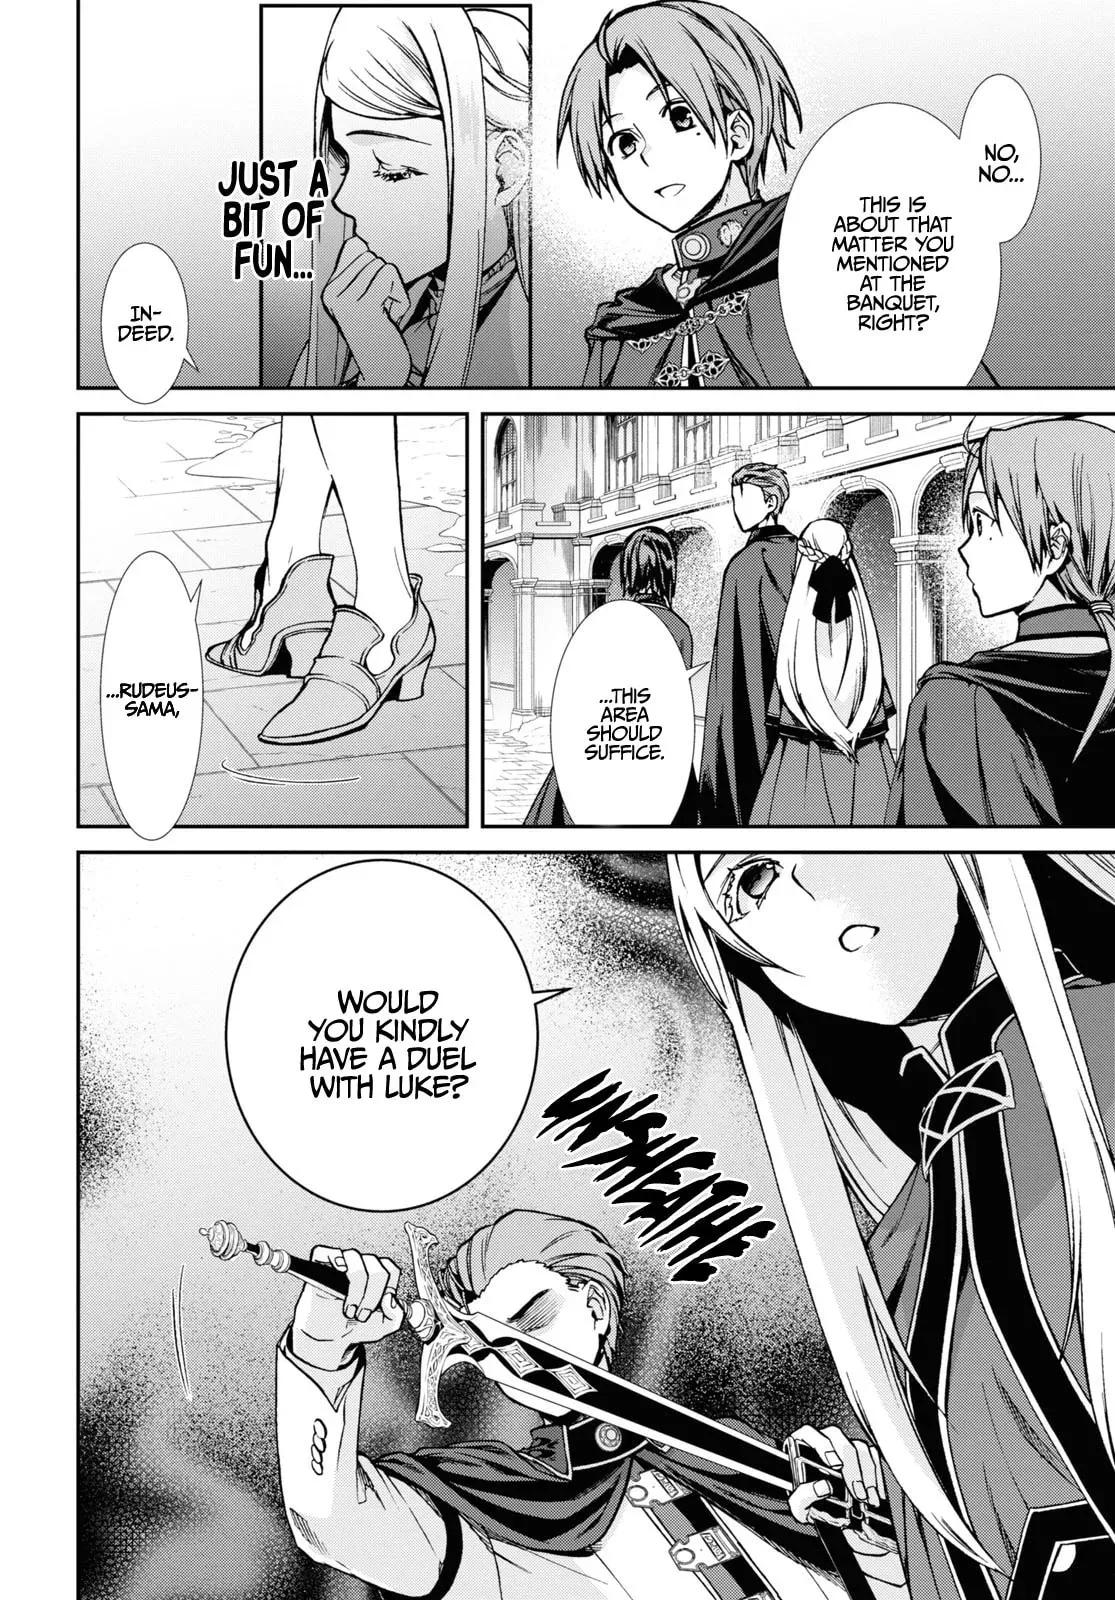 NO,
NO...
THIS IS
ABOUT THAT
MATTER YOU
MENTIONED
AT THE
BANQUET,
RIGHT?
JUST A
BIT OF
FUN...
IN-
DEED.
...THIS
AREA
SHOULD
SUFFICE.
...RUDEUS-
SAMA,
WOULD
YOU KINDLY
HAVE A DUEL
WITH LUKE?
UNSHEATHE